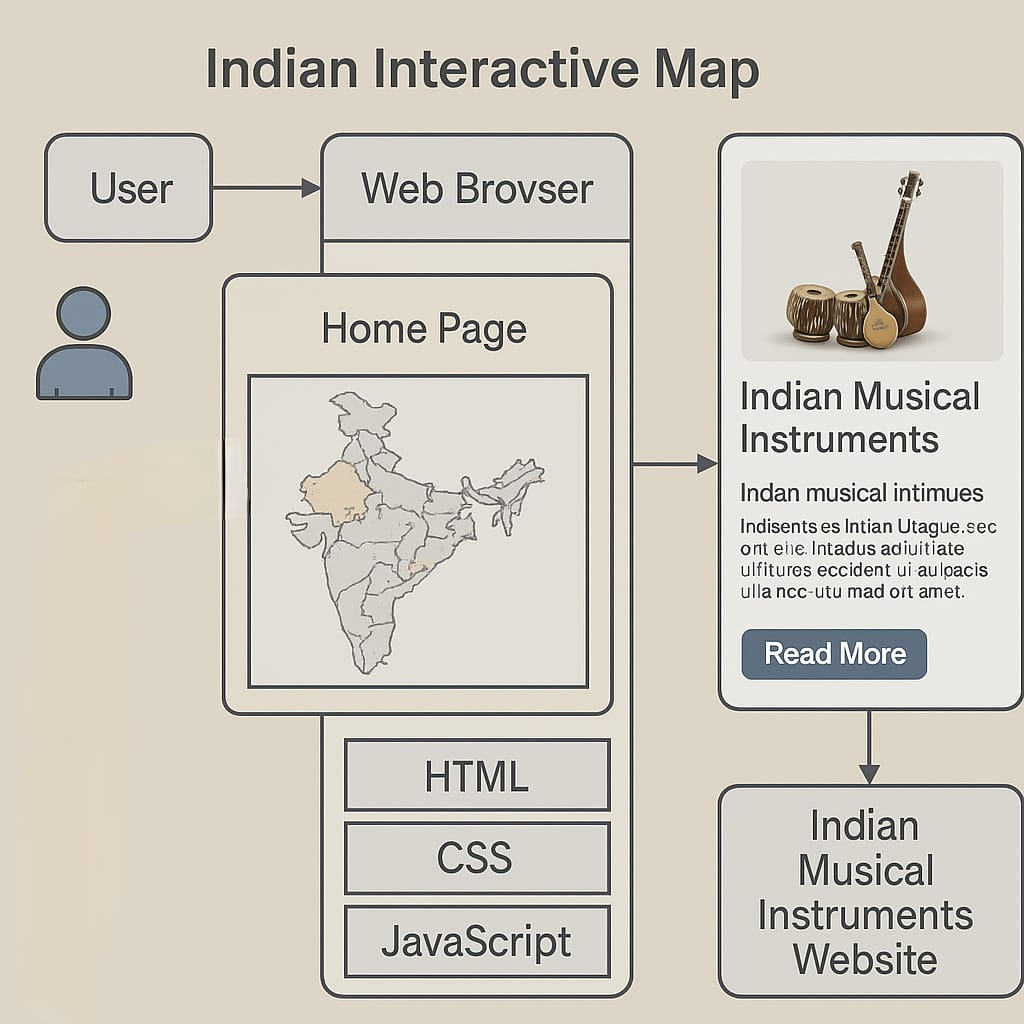 Indian Interactive Map
User
Web Brovser
Home Page
HTML
CSS
JavaScript
Indian Musical
Instruments
Indan musical intimues
Indisents es Intian Utague.sec
ort Intadus adiuitiate
ulfitures eccident ui aulpacis
ulla ncc-utu mad ort amet.
Read More
Indian
Musical
Instruments
Website